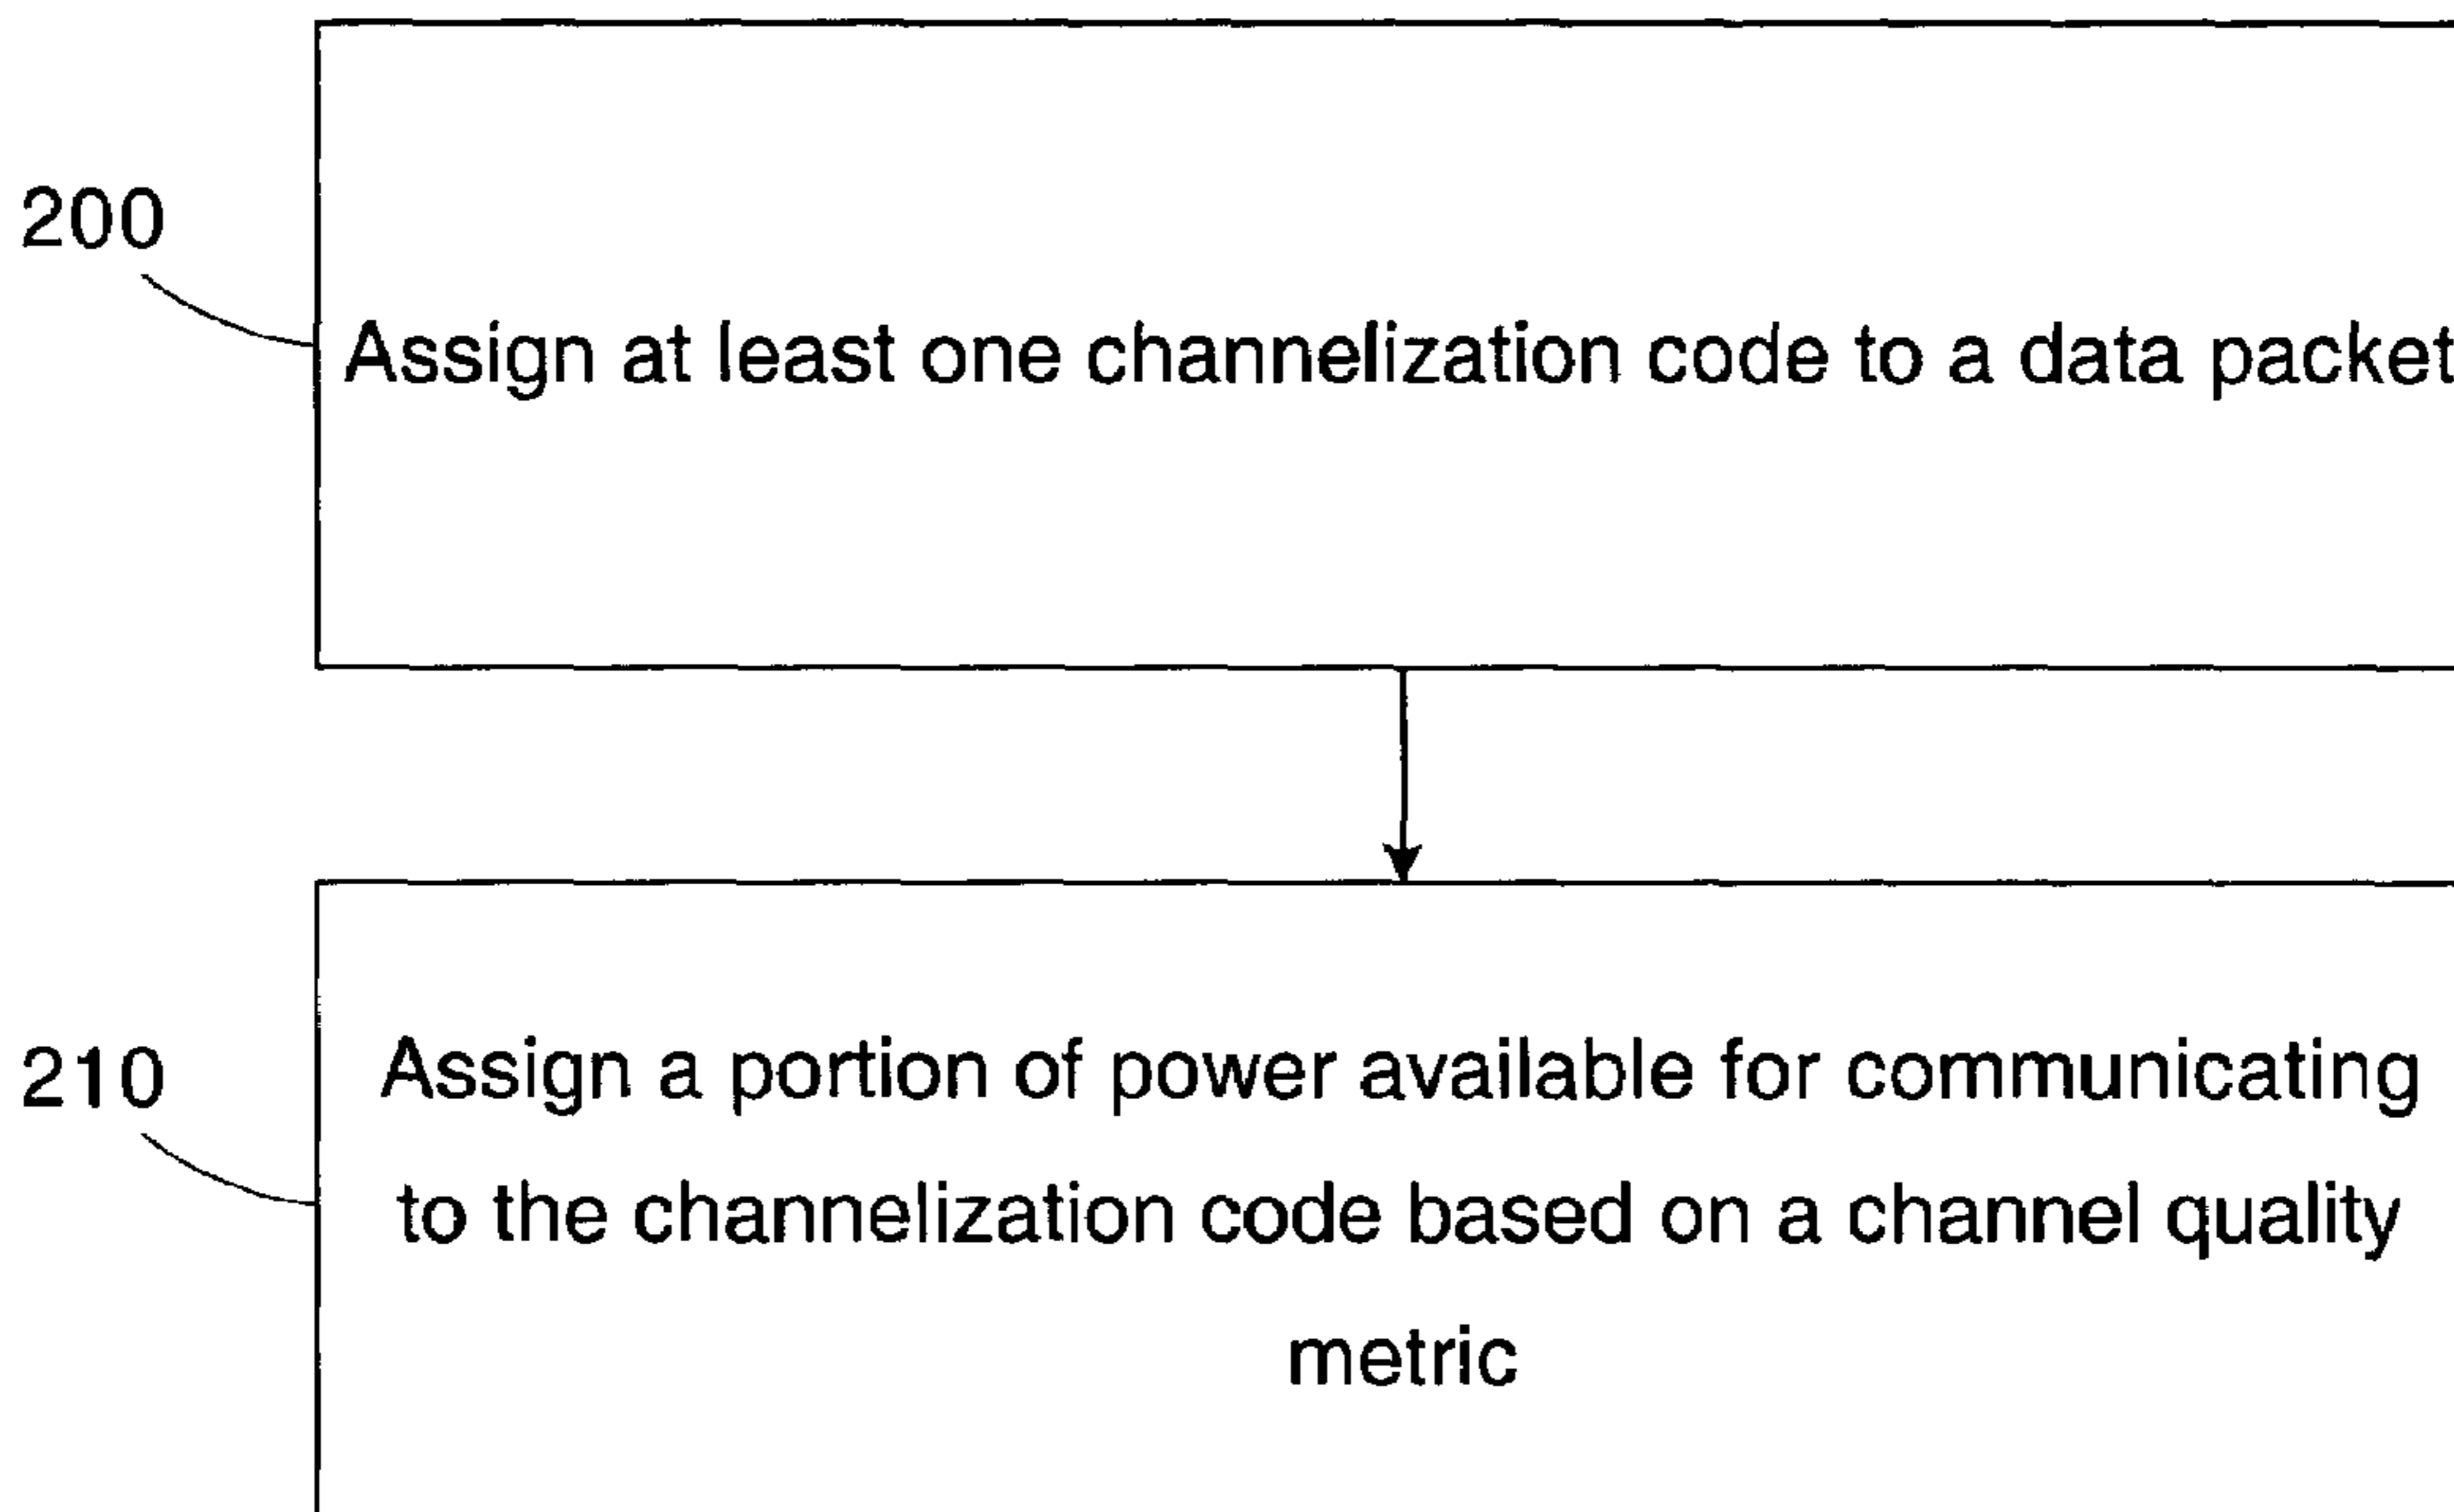 200
Assign at least one channelization code to a data packet
210
Assign a portion of power available for communicating
to the channelization code based on a channel quality
metric